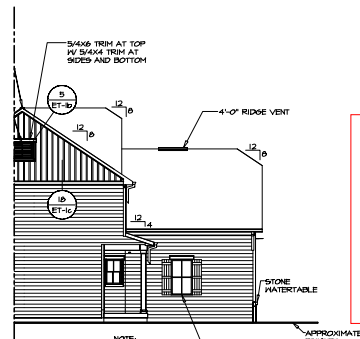 5/4X6 TRIM AT TOP
W/ 5/4X4 TRIM AT
SIDES AND BOTTOM
5
ET-1b
12
8
12
8
4'-0" RIDGE VENT
12
8
18
ET-1c
12
4
STONE
WATERTABLE
APPROXIMATE
NOTE: